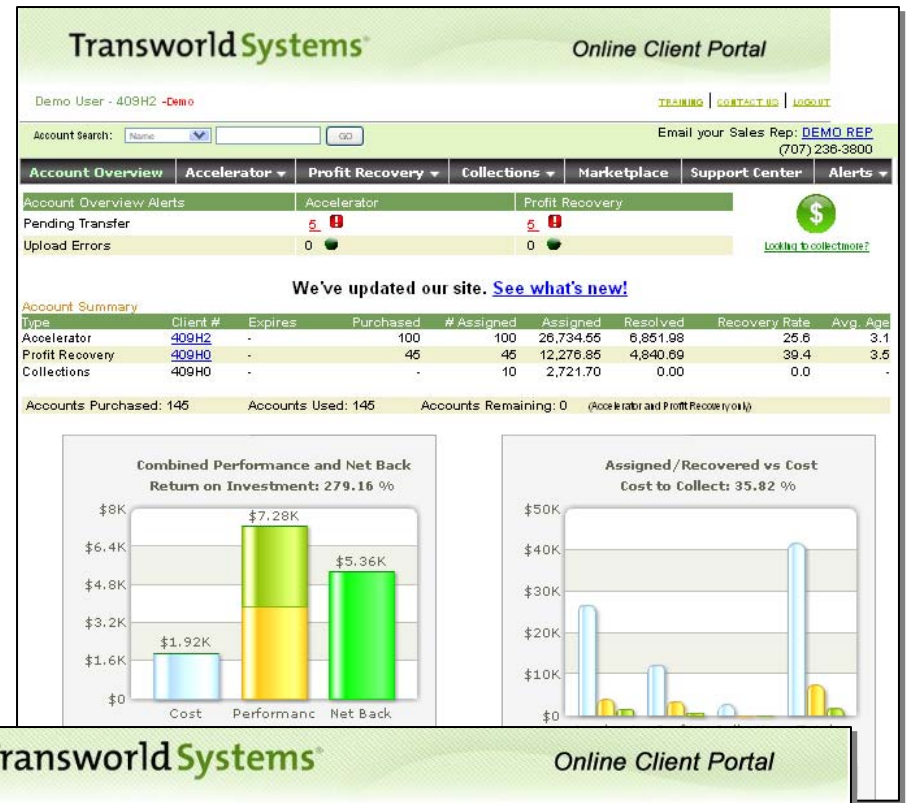 Transworld Systems
Online Client Portal
Demo User - 409H2 -Demo
TRAINING | CONTACT US | LOGOUT
Account Search: Name GO
Email your Sales Rep: DEMO REP
(707) 236-3800
Account Overview Accelerator Profit Recovery Collections Marketplace Support Center Alerts
Account Overview Alerts Accelerator Profit Recovery
Pending Transfer 5 5
Upload Errors 0 0
$
Looking to collect more?
We've updated our site. See what's new!
Account Summary
Type Client # Expires Purchased # Assigned Assigned Resolved Recovery Rate Avg. Age
Accelerator 409H2 - 100 100 26,734.55 6,851.98 25.6 3.1
Profit Recovery 409H0 - 45 45 12,276.85 4,840.69 39.4 3.5
Collections 409H0 - - 10 2,721.70 0.00 0.0 -
Accounts Purchased: 145 Accounts Used: 145 Accounts Remaining: 0 (Accelerator and Profit Recovery only)
Combined Performance and Net Back
Return on Investment: 279.16 %
$8K
$6.4K
$4.8K
$3.2K
$1.6K
$0
$1.92K
$7.28K
$5.36K
Cost Performanc Net Back
Assigned/Recovered vs Cost
Cost to Collect: 35.82 %
$50K
$40K
$30K
$20K
$10K
$0
ransworld Systems
Online Client Portal